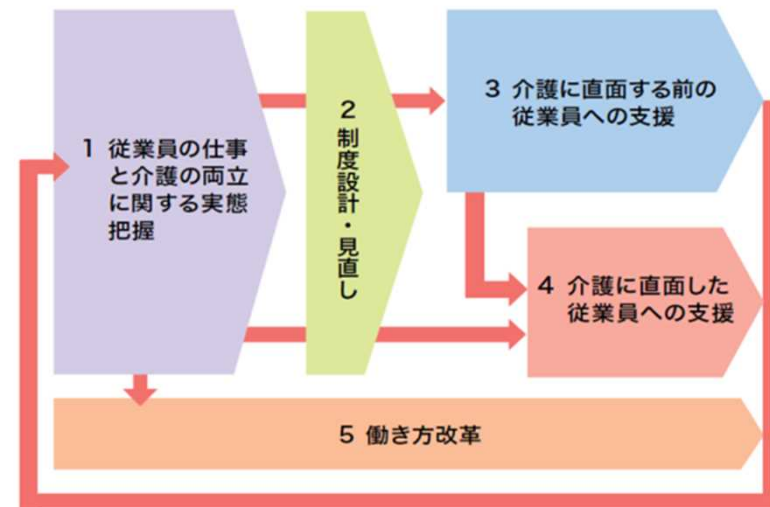 1 従業員の仕事
と介護の両立
に関する実態
把握
2 制度設計・見直し
3 介護に直面する前の
従業員への支援
4 介護に直面した
従業員への支援
5 働き方改革